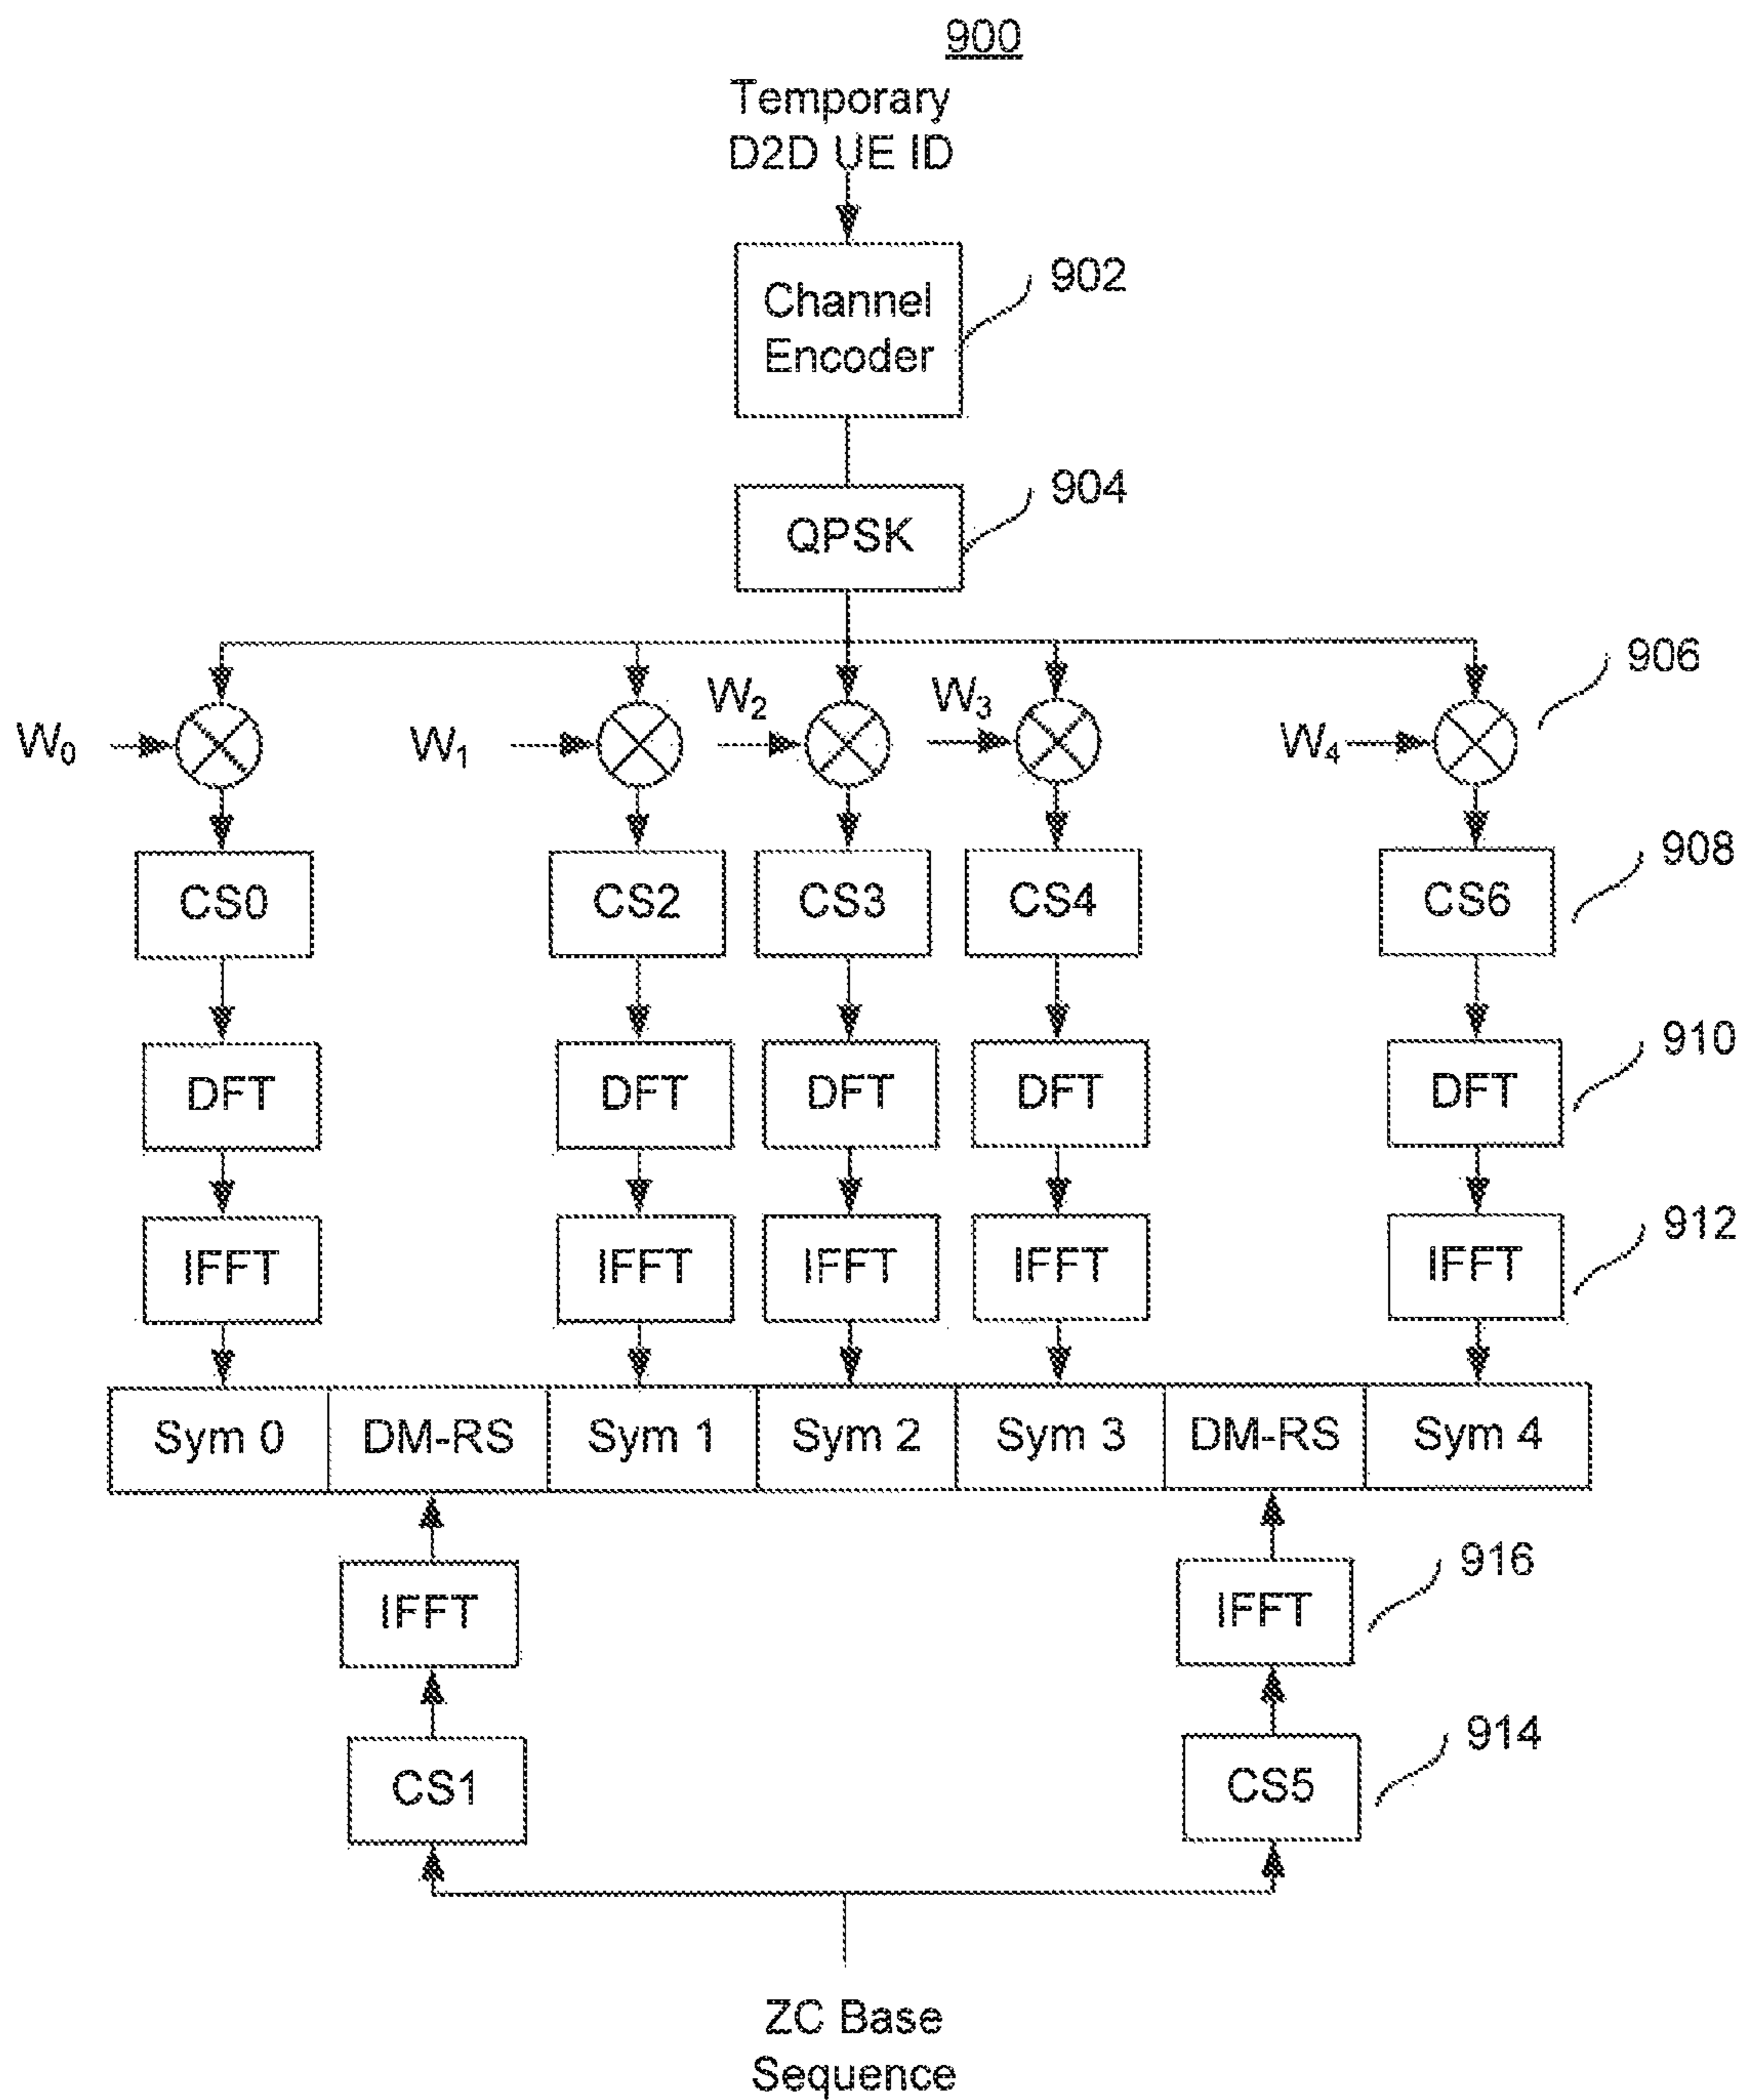 900
Temporary
D2D UE ID
Channel
Encoder
902
QPSK
904
W0
W1
W2
W3
W4
906
CS0
CS2
CS3
CS4
CS6
908
DFT
DFT
DFT
DFT
DFT
910
IFFT
IFFT
IFFT
IFFT
IFFT
912
Sym 0
DM-RS
Sym 1
Sym 2
Sym 3
DM-RS
Sym 4
IFFT
IFFT
916
CS1
CS5
914
ZC Base
Sequence